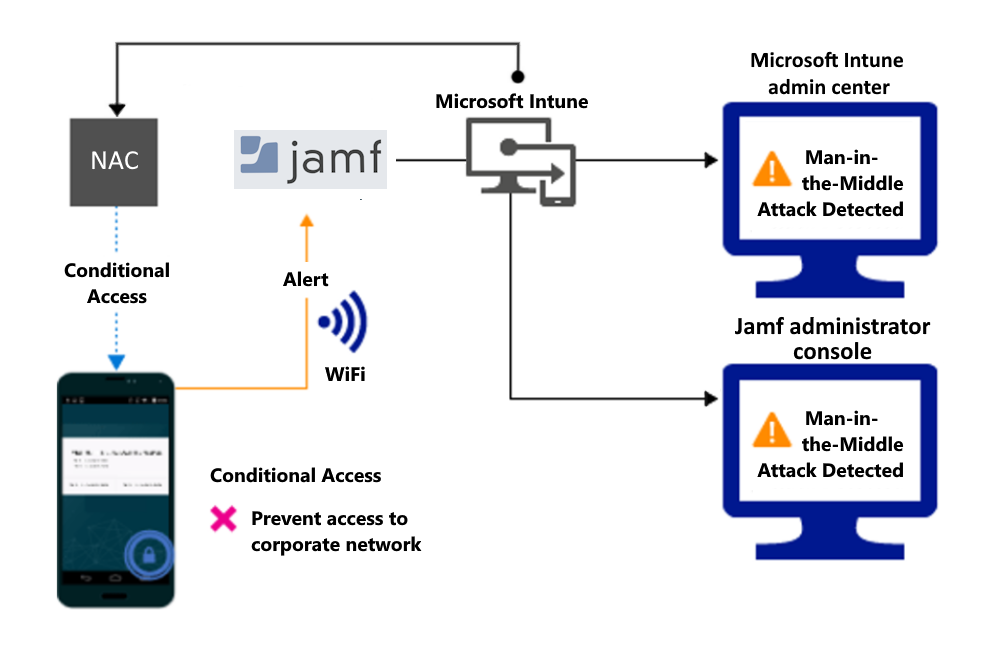 Microsoft Intune
admin center
Microsoft Intune
NAC
jamf
Man-in-
the-Middle
Attack Detected
Conditional
Access
Alert
WiFi
Jamf administrator
console
Man-in-
the-Middle
Attack Detected
Conditional Access
Prevent access to
corporate network